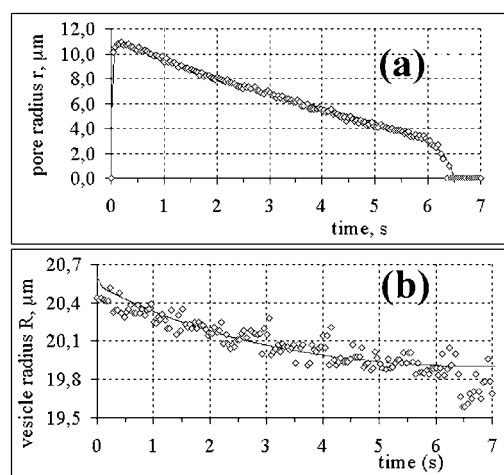 (a)
pore radius r, µm
12,0
10,0
8,0
6,0
4,0
2,0
0,0
0 1 2 3 4 5 6 7
time, s
(b)
vesicle radius R, µm
20,7
20,4
20,1
19,8
19,5
0 1 2 3 4 5 6 7
time (s)